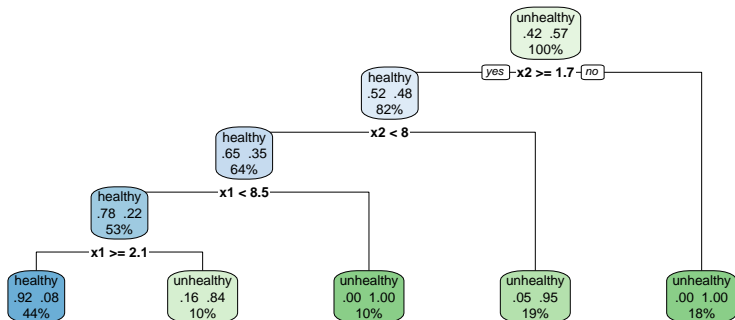 unhealthy
.42 .57
100%
yes x2 >= 1.7 no
healthy
.52 .48
82%
x2 < 8
healthy
.65 .35
64%
x1 < 8.5
healthy
.78 .22
53%
x1 >= 2.1
healthy
.92 .08
44%
unhealthy
.16 .84
10%
unhealthy
.00 1.00
10%
unhealthy
.05 .95
19%
unhealthy
.00 1.00
18%